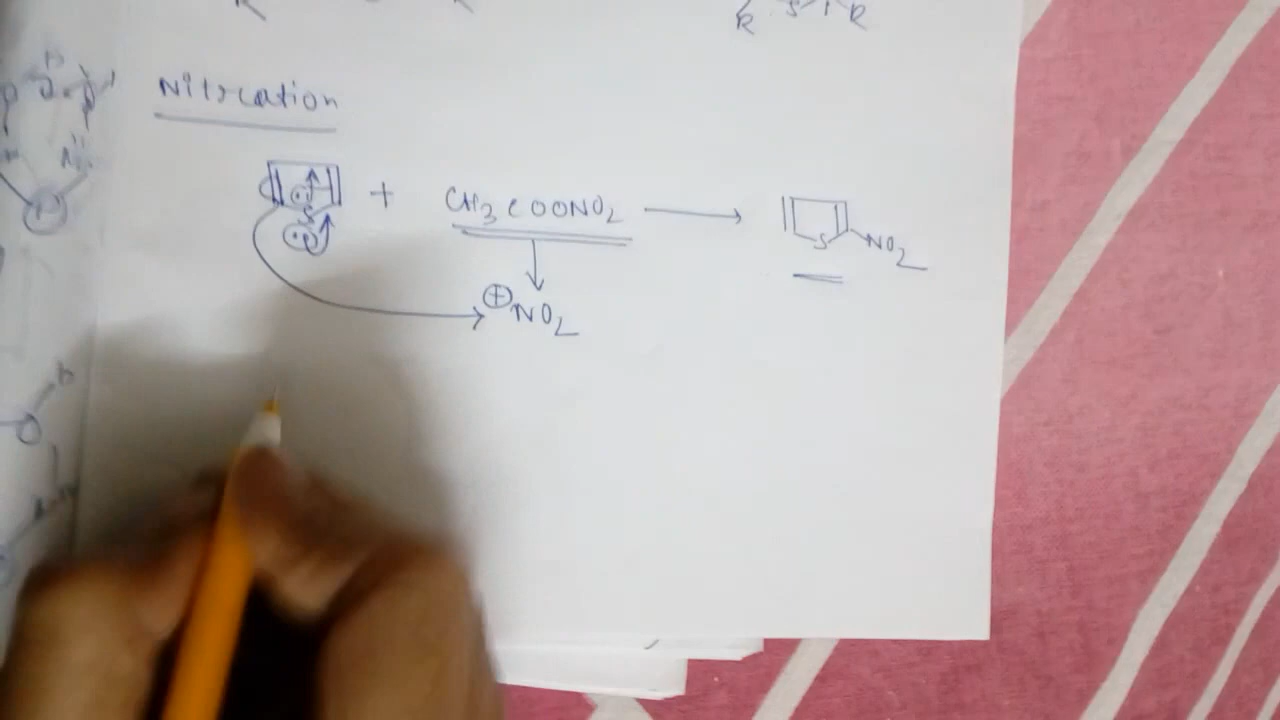 R S R
Nitration
S + CH3COONO2 → S NO2
⊕NO2